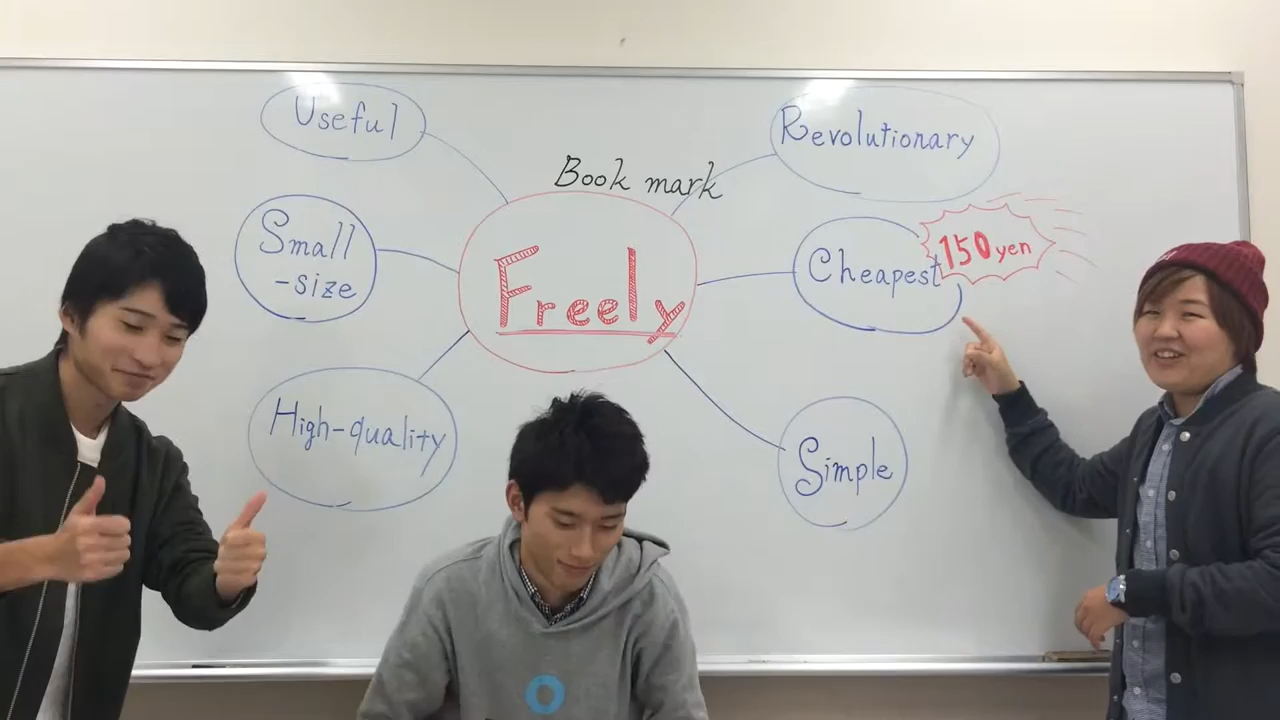 Useful
Small
-size
High-quality
Book mark
Freely
Revolutionary
Cheapest
150 yen
Simple